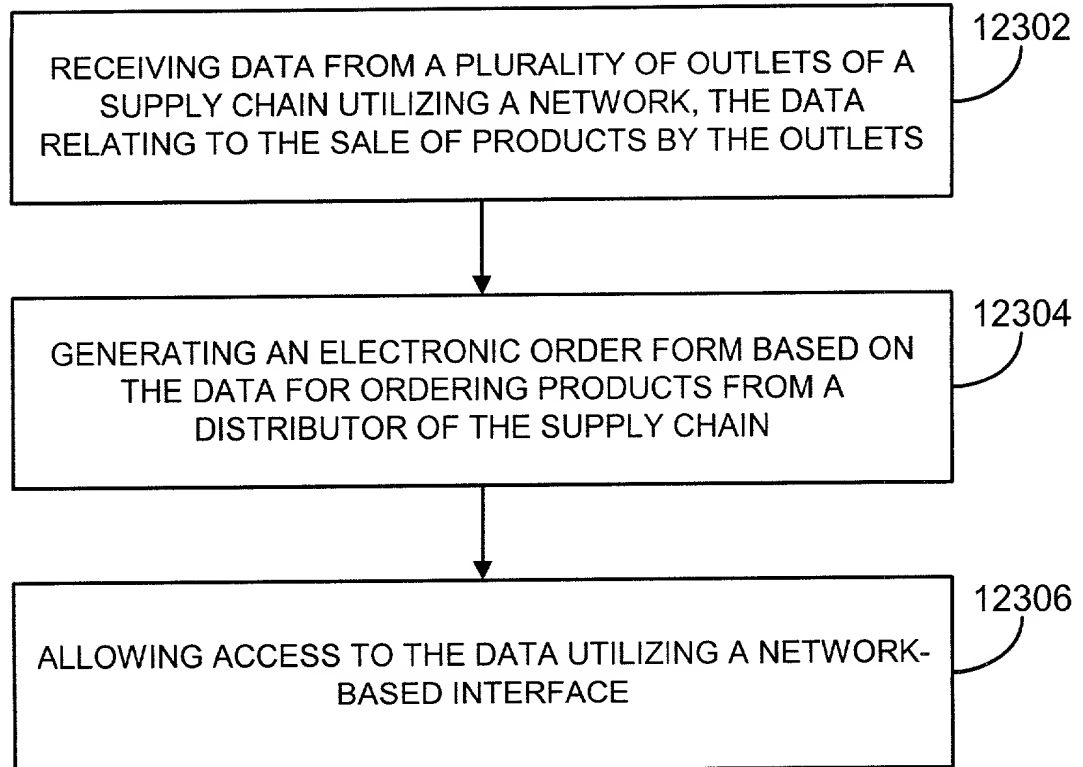 12302
RECEIVING DATA FROM A PLURALITY OF OUTLETS OF A
SUPPLY CHAIN UTILIZING A NETWORK, THE DATA
RELATING TO THE SALE OF PRODUCTS BY THE OUTLETS
12304
GENERATING AN ELECTRONIC ORDER FORM BASED ON
THE DATA FOR ORDERING PRODUCTS FROM A
DISTRIBUTOR OF THE SUPPLY CHAIN
12306
ALLOWING ACCESS TO THE DATA UTILIZING A NETWORK-
BASED INTERFACE